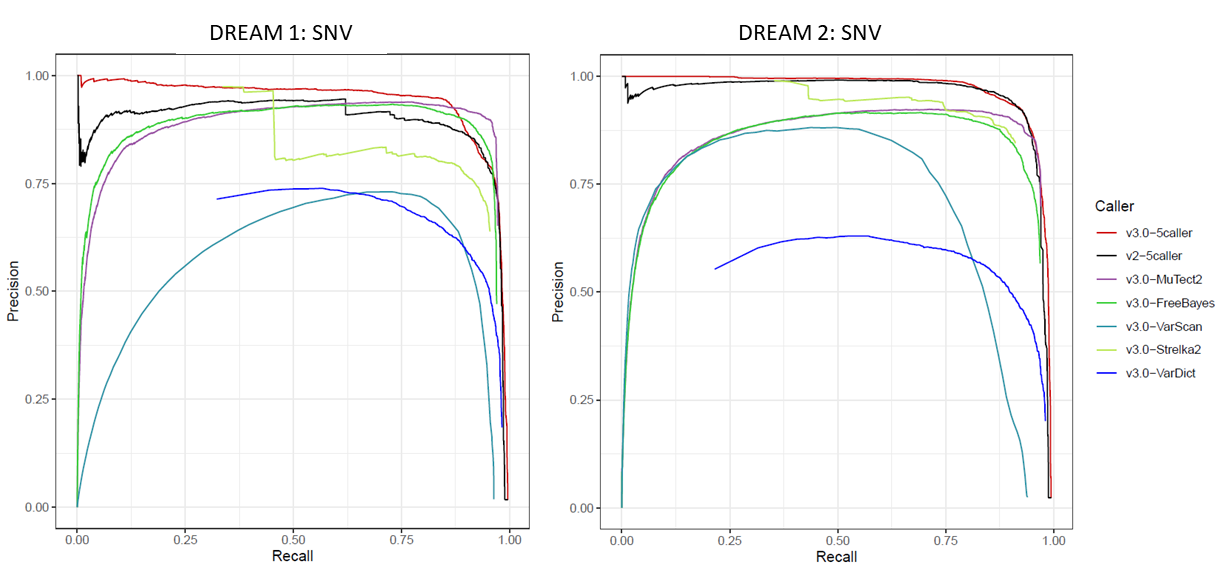 DREAM 1: SNV
1.00
0.75
0.50
0.25
0.00
Precision
0.00 0.25 0.50 0.75 1.00
Recall
DREAM 2: SNV
1.00
0.75
0.50
0.25
0.00
Precision
0.00 0.25 0.50 0.75 1.00
Recall
Caller
v3.0−5caller
v2−5caller
v3.0−MuTect2
v3.0−FreeBayes
v3.0−VarScan
v3.0−Strelka2
v3.0−VarDict